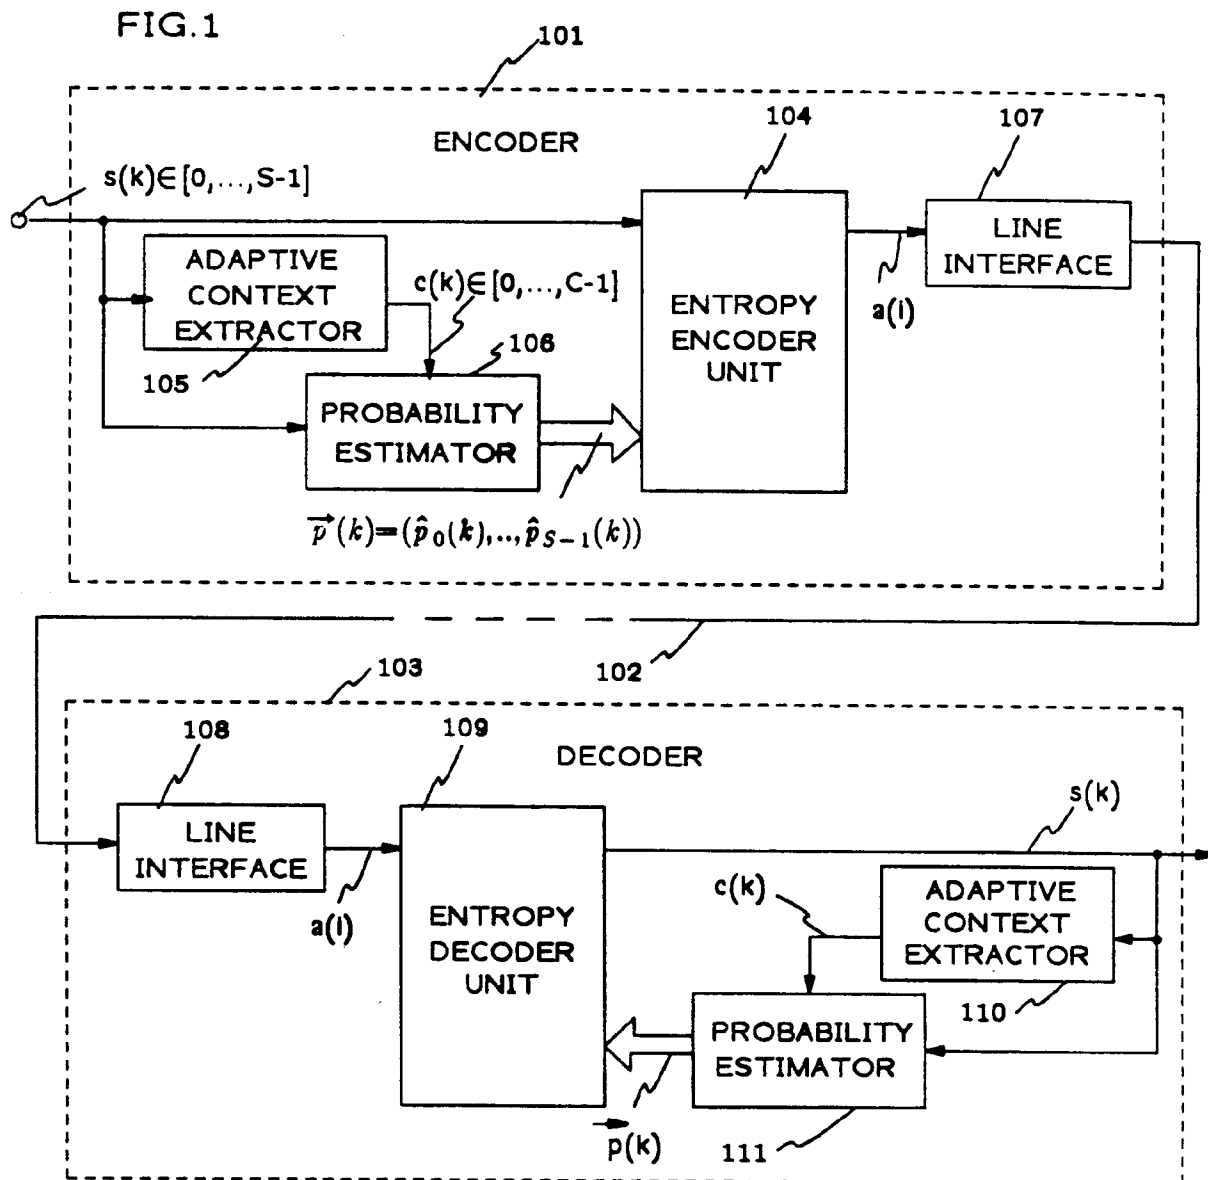 FIG.1
101
ENCODER
104
107
s(k)∈[0,...,S-1]
ADAPTIVE
CONTEXT
EXTRACTOR
105
c(k)∈[0,...,C-1]
106
PROBABILITY
ESTIMATOR
ENTROPY
ENCODER
UNIT
a(i)
LINE
INTERFACE
p⃗(k)=(p̂₀(k),..,p̂_{S-1}(k))
102
103
108
109
DECODER
LINE
INTERFACE
a(i)
ENTROPY
DECODER
UNIT
s(k)
c(k)
ADAPTIVE
CONTEXT
EXTRACTOR
110
PROBABILITY
ESTIMATOR
p⃗(k)
111